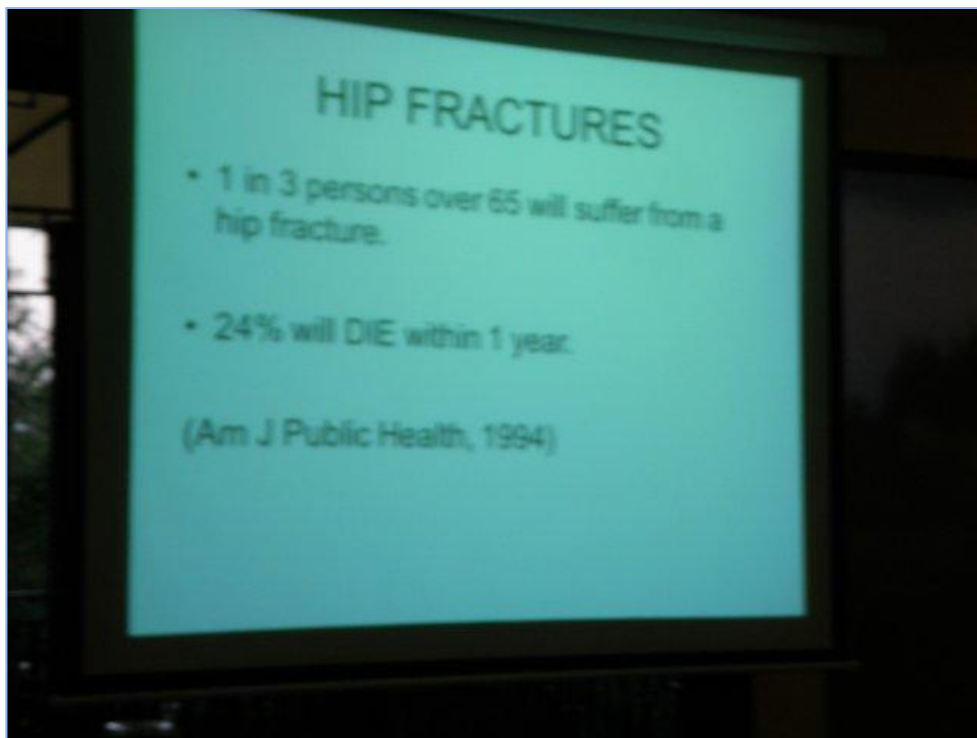 HIP FRACTURES
• 1 in 3 persons over 65 will suffer from a
hip fracture.
• 24% will DIE within 1 year.
(Am J Public Health, 1994)